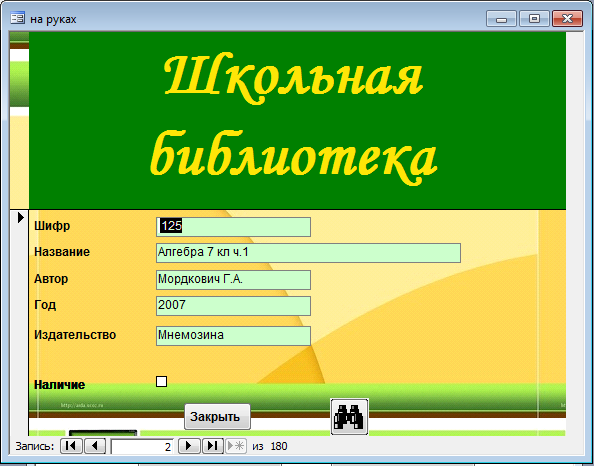 на руках
Школьная
библиотека
Шифр 125
Название Алгебра 7 кл ч.1
Автор Мордкович Г.А.
Год 2007
Издательство Мнемозина
Наличие
Закрыть
Запись: 2 из 180